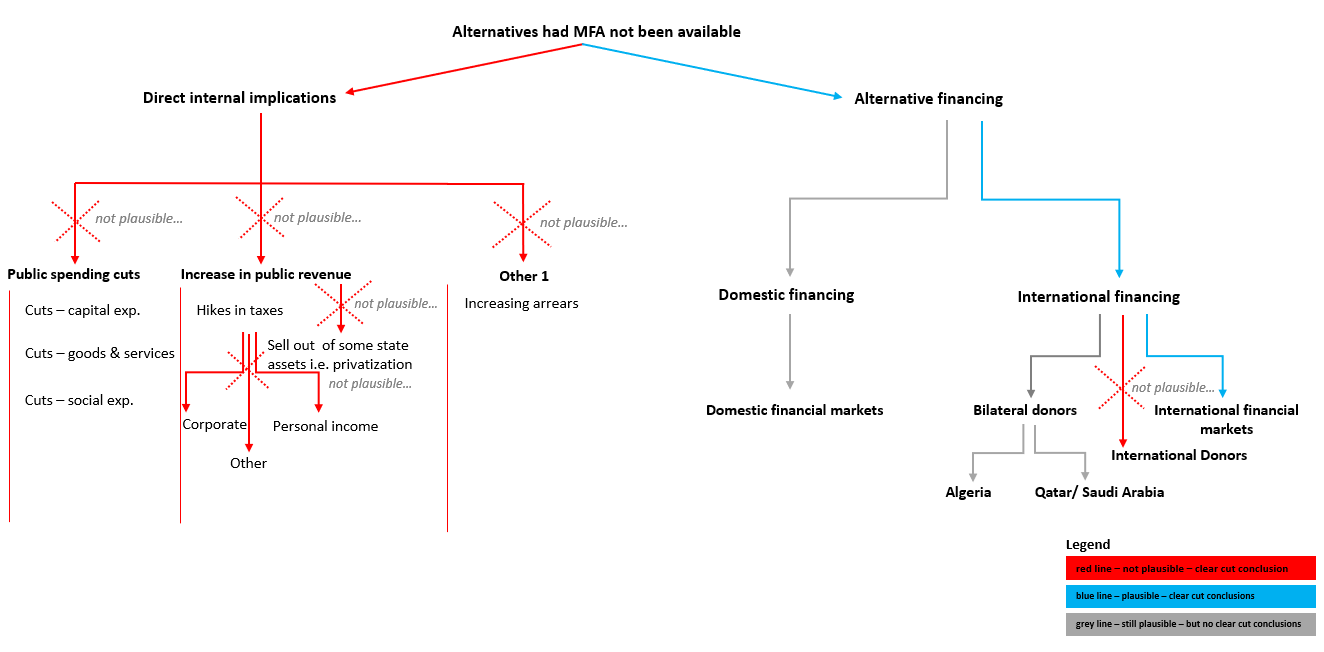 Alternatives had MFA not been available
Direct internal implications
Alternative financing
not plausible...
not plausible...
not plausible...
Public spending cuts
Increase in public revenue
Other 1
Cuts – capital exp.
Cuts – goods & services
Cuts – social exp.
Hikes in taxes
not plausible...
Sell out of some state
assets i.e. privatization
not plausible...
Corporate
Personal income
Other
Increasing arrears
Domestic financing
International financing
Domestic financial markets
Bilateral donors
not plausible...
International financial
markets
International Donors
Algeria
Qatar/ Saudi Arabia
Legend
red line – not plausible – clear cut conclusion
blue line – plausible – clear cut conclusions
grey line – still plausible – but no clear cut conclusions